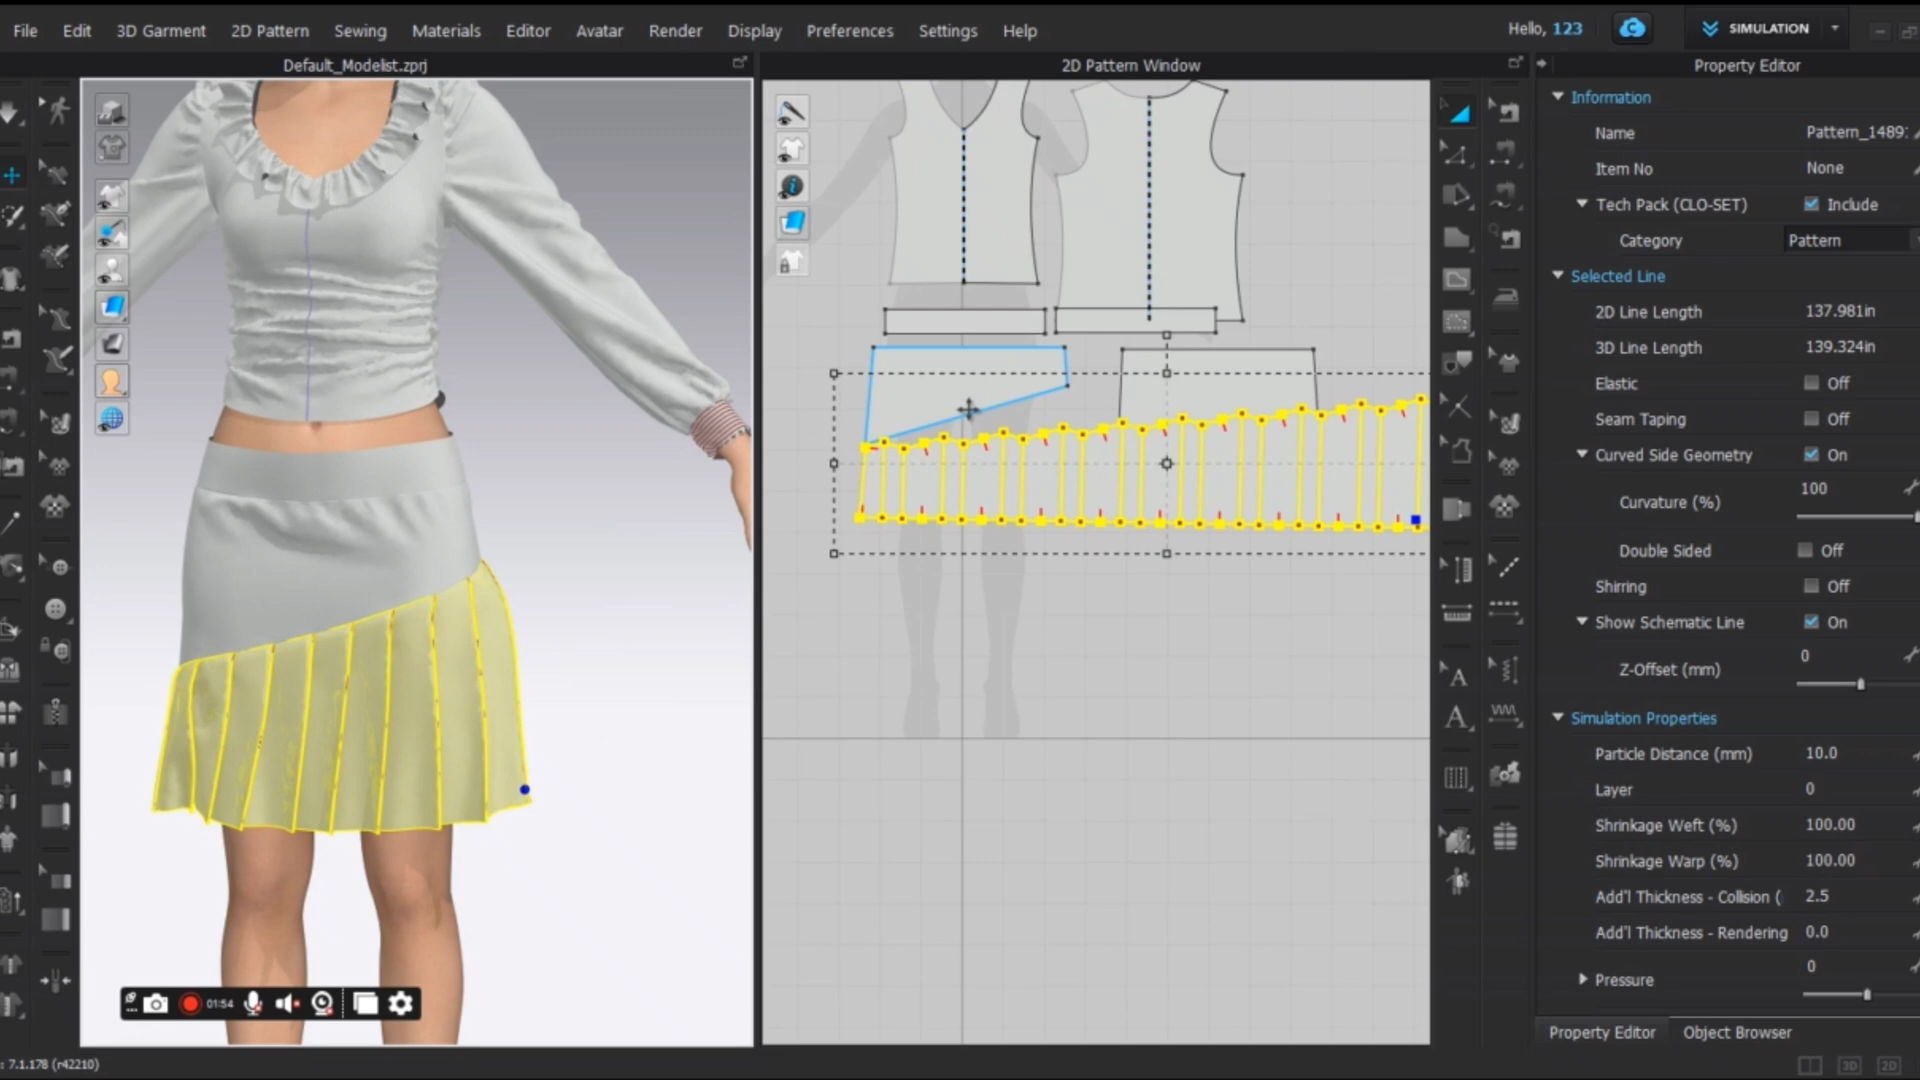 File Edit 3D Garment 2D Pattern Sewing Materials Editor Avatar Render Display Preferences Settings Help
Hello, 123
SIMULATION
Default_Modelist.zprj
2D Pattern Window
Property Editor
Information
Name Pattern_1489
Item No None
Tech Pack (CLO-SET) Include
Category Pattern
Selected Line
2D Line Length 137.981in
3D Line Length 139.324in
Elastic Off
Seam Taping Off
Curved Side Geometry On
Curvature (%) 100
Double Sided Off
Shirring Off
Show Schematic Line On
Z-Offset (mm) 0
Simulation Properties
Particle Distance (mm) 10.0
Layer 0
Shrinkage Weft (%) 100.00
Shrinkage Warp (%) 100.00
Add'l Thickness - Collision ( 2.5
Add'l Thickness - Rendering 0.0
Pressure 0
01:54
Property Editor Object Browser
: 7.1.178 (r42210)
3D 2D